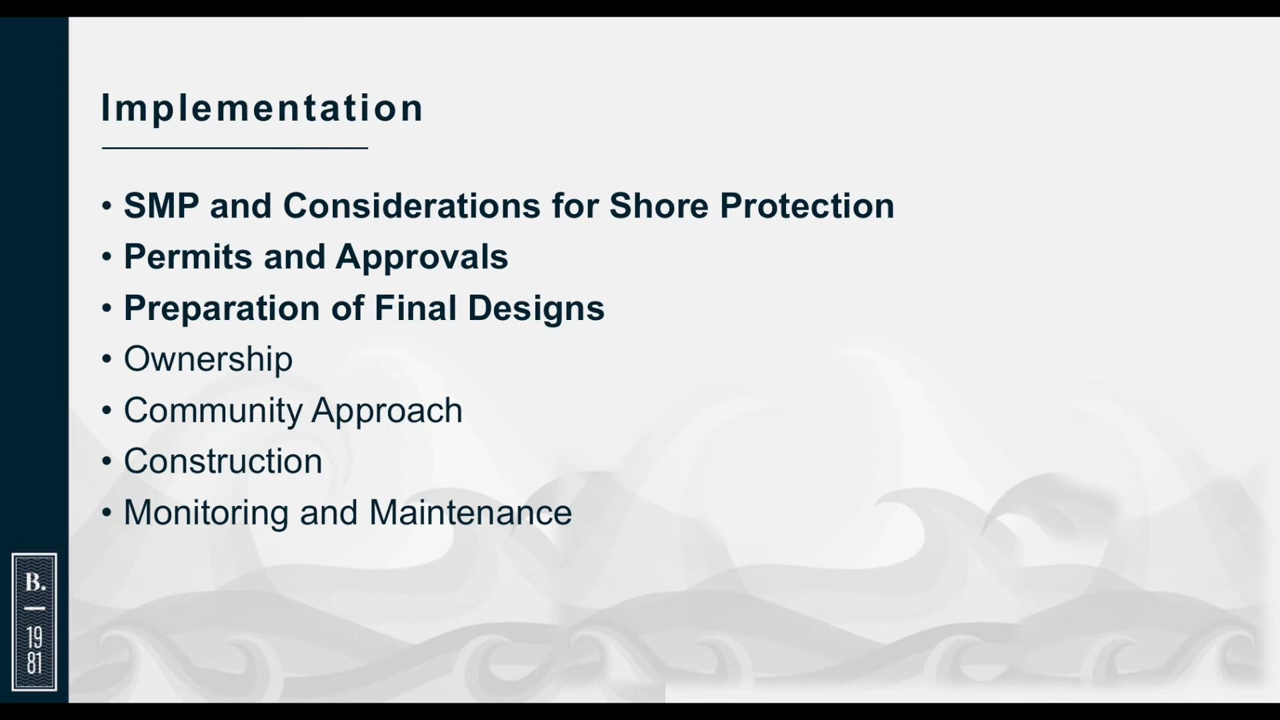 Implementation
• SMP and Considerations for Shore Protection
• Permits and Approvals
• Preparation of Final Designs
• Ownership
• Community Approach
• Construction
• Monitoring and Maintenance
B.
19
81